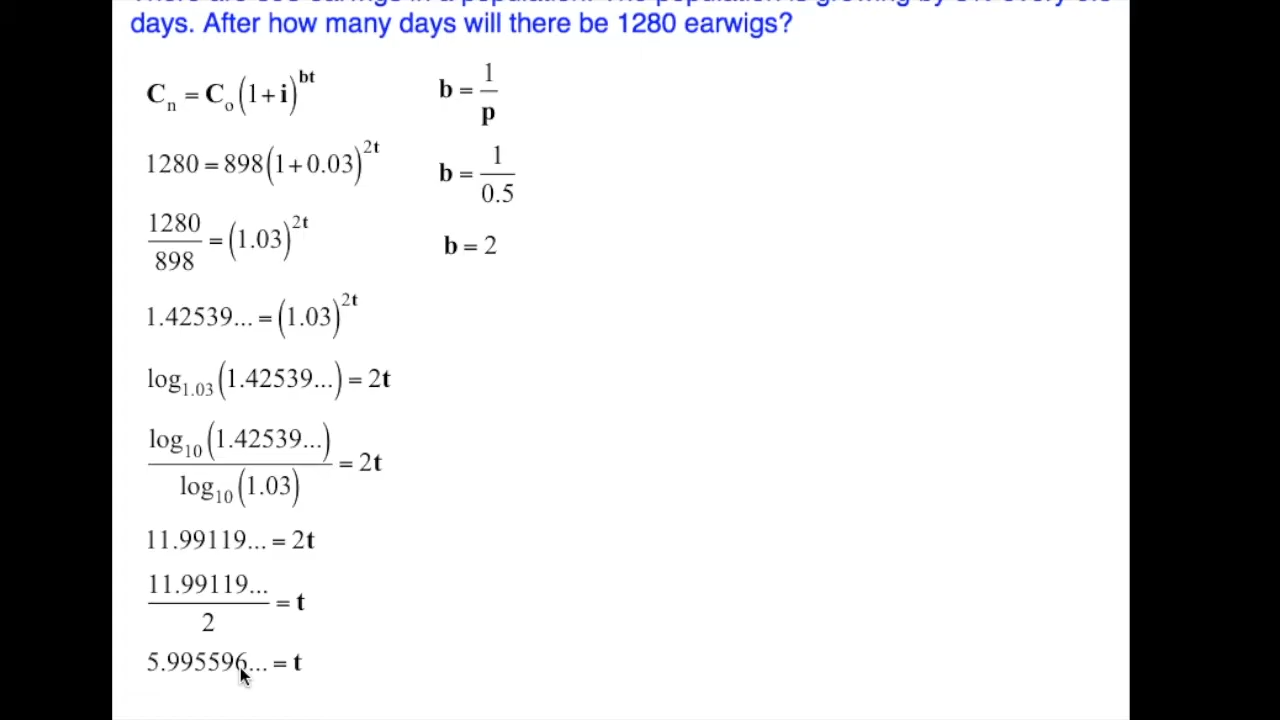 days. After how many days will there be 1280 earwigs?
Cₙ = Cₒ(1+i)^bt
1280 = 898(1+0.03)^2t
1280/898 = (1.03)^2t
1.42539... = (1.03)^2t
log₁.₀₃(1.42539...) = 2t
log₁₀(1.42539...)/log₁₀(1.03) = 2t
11.99119... = 2t
11.99119.../2 = t
5.995596... = t
b = 1/p
b = 1/0.5
b = 2